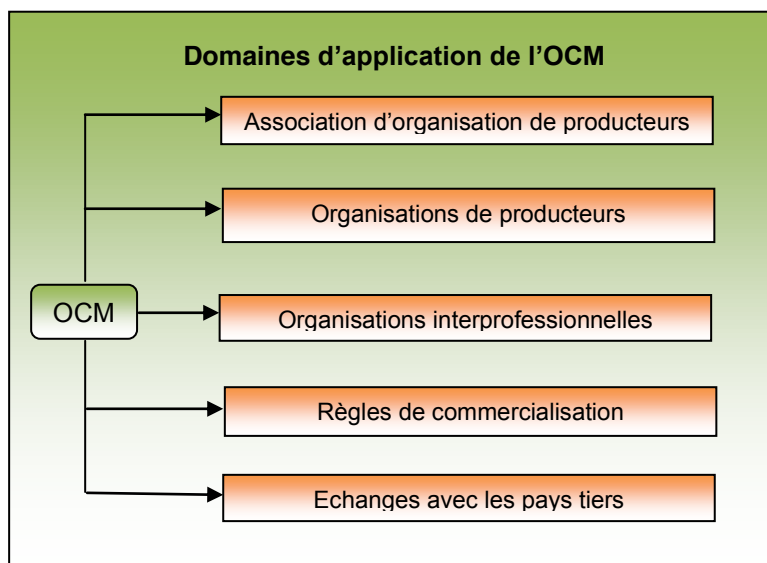 Domaines d’application de l’OCM
Association d’organisation de producteurs
Organisations de producteurs
OCM
Organisations interprofessionnelles
Règles de commercialisation
Echanges avec les pays tiers